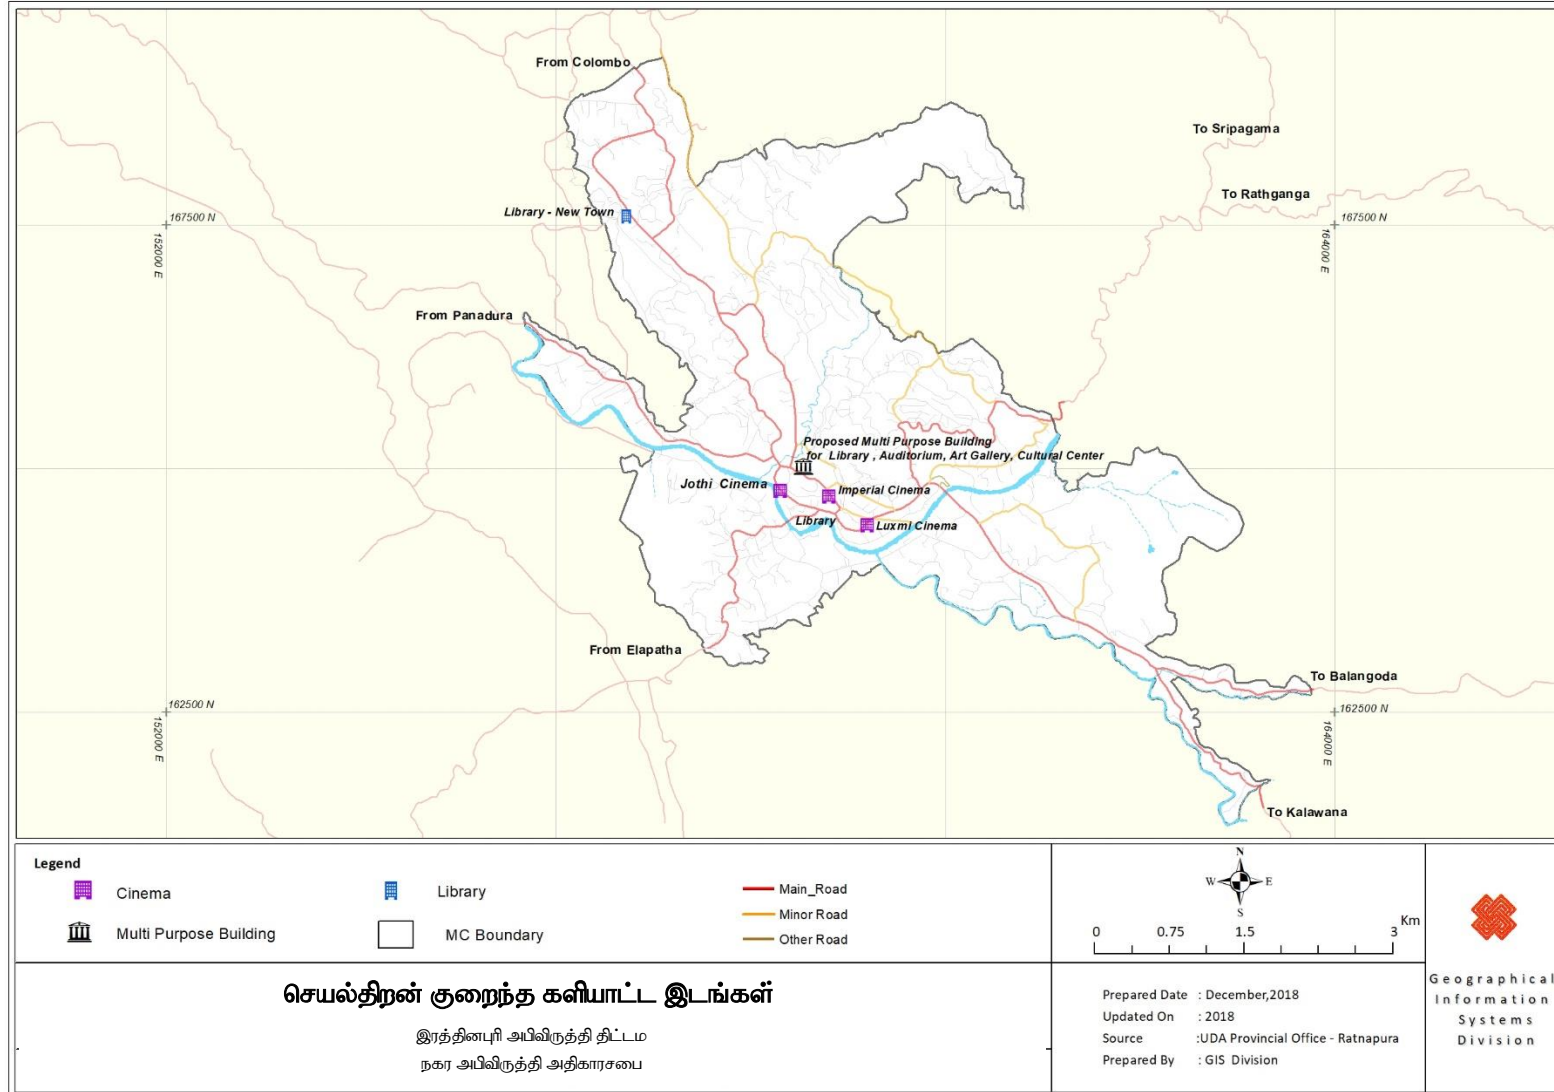 From Colombo
To Sripagama
To Rathganga
Library - New Town
167500 N
167500 N
152000 E
164000 E
From Panadura
Proposed Multi Purpose Building
for Library , Auditorium, Art Gallery, Cultural Center
Jothi Cinema
Imperial Cinema
Library
Luxmi Cinema
From Elapatha
To Balangoda
162500 N
162500 N
152000 E
164000 E
To Kalawana
Legend
Cinema
Library
Main_Road
Minor Road
Multi Purpose Building
MC Boundary
Other Road
N
W E
S
0 0.75 1.5 3 Km
செயல்திறன் குறைந்த களியாட்ட இடங்கள்
இரத்தினபுரி அபிவிருத்தி திட்டம
நகர அபிவிருத்தி அதிகாரசபை
Prepared Date : December,2018
Updated On : 2018
Source :UDA Provincial Office - Ratnapura
Prepared By : GIS Division
Geographical
Information
Systems
Division